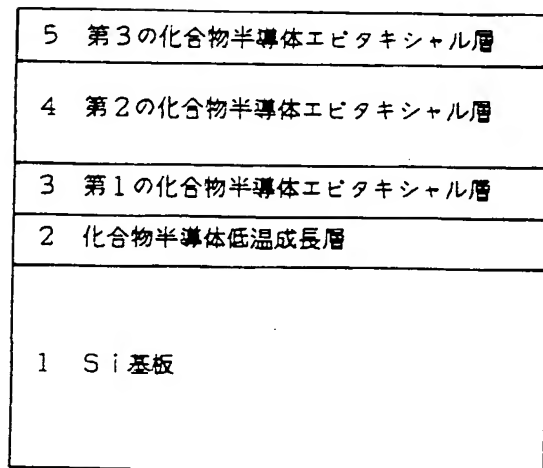 5 第3の化合物半導体エピタキシャル層
4 第2の化合物半導体エピタキシャル層
3 第1の化合物半導体エピタキシャル層
2 化合物半導体低温成長層
1 Si基板